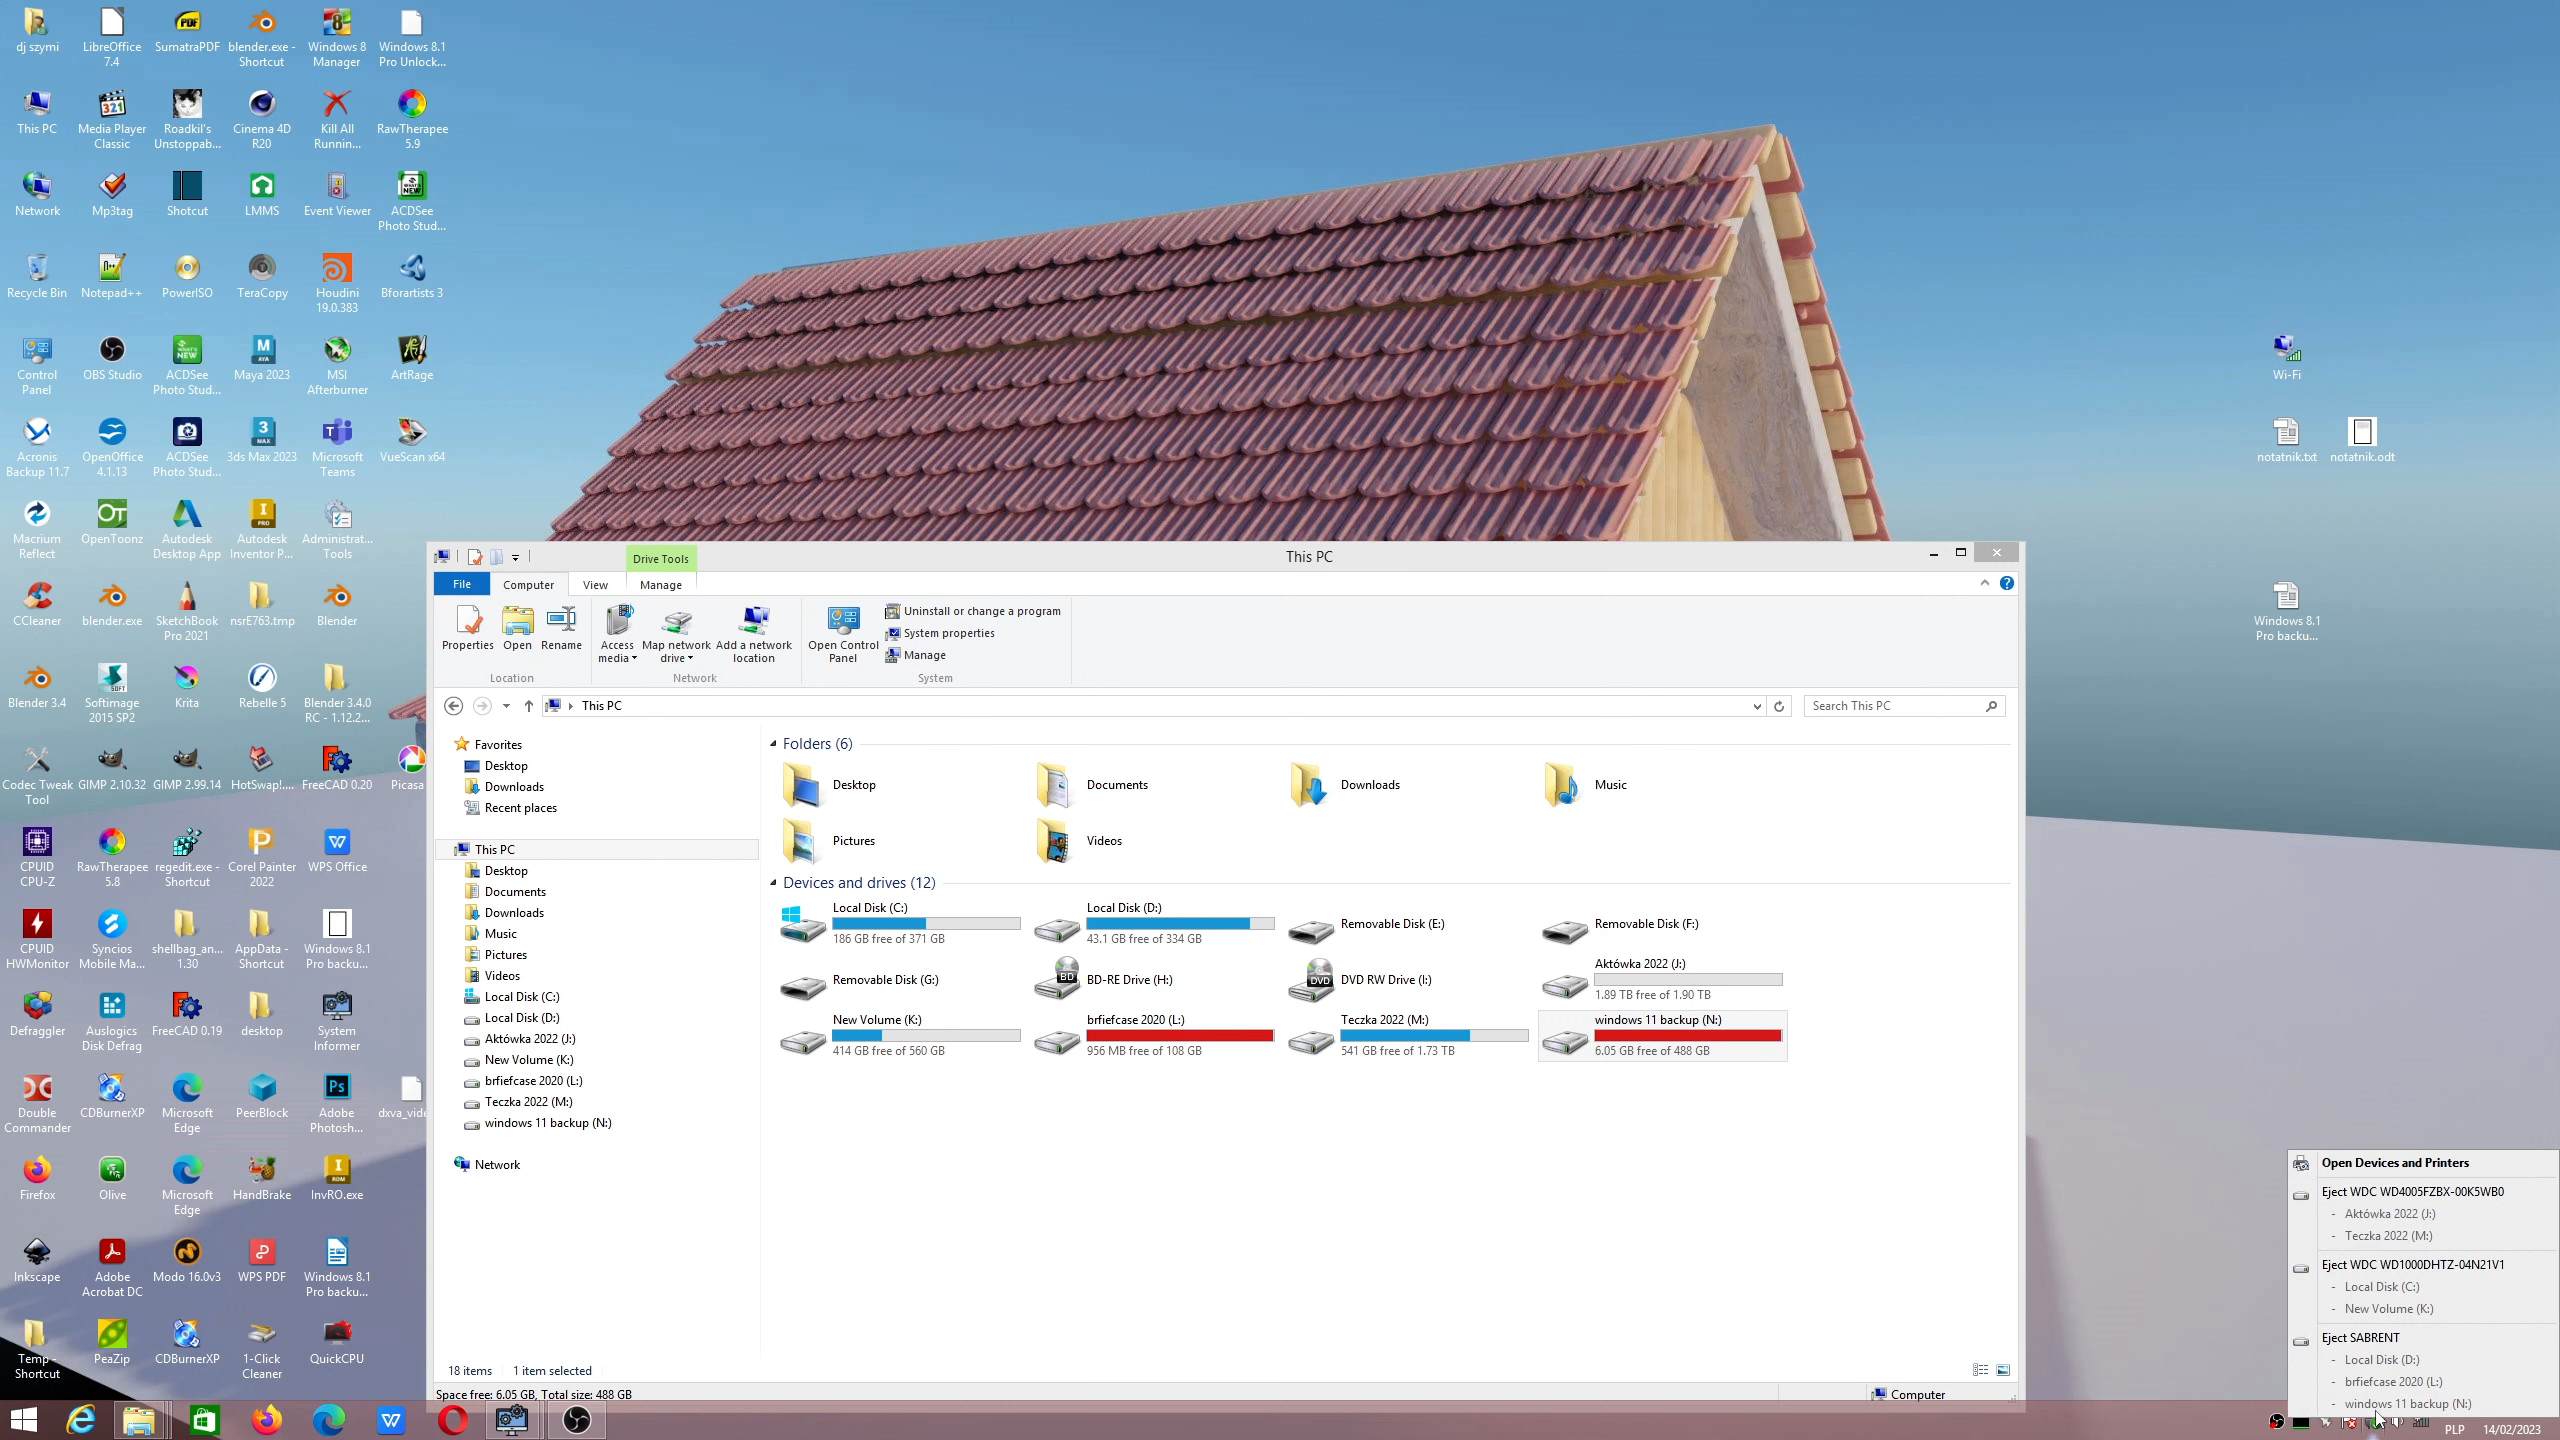 dj szymi
LibreOffice
7.4
SumatraPDF
blender.exe -
Shortcut
Windows 8
Manager
Windows 8.1
Pro Unlock...
This PC
Media Player
Classic
Roadkil's
Unstoppab...
Cinema 4D
R20
Kill All
Runnin...
RawTherapee
5.9
Network
Mp3tag
Shotcut
LMMS
Event Viewer
ACDSee
Photo Stud...
Recycle Bin
Notepad++
PowerISO
TeraCopy
Houdini
19.0.383
Bforartists 3
Control
Panel
OBS Studio
ACDSee
Photo Stud...
Maya 2023
MSI
Afterburner
ArtRage
Wi-Fi
Acronis
Backup 11.7
OpenOffice
4.1.13
ACDSee
Photo Stud...
3ds Max 2023
Microsoft
Teams
VueScan x64
notatnik.txt
notatnik.odt
Macrium
Reflect
OpenToonz
Autodesk
Desktop App
Autodesk
Inventor P...
Administrat...
Tools
CCleaner
blender.exe
SketchBook
Pro 2021
nsrE763.tmp
Blender
Windows 8.1
Pro backu...
Blender 3.4
Softimage
2015 SP2
Krita
Rebelle 5
Blender 3.4.0
RC - 1.12.2...
Codec Tweak
Tool
GIMP 2.10.32
GIMP 2.99.14
HotSwap!....
FreeCAD 0.20
Picasa
CPUID
CPU-Z
RawTherapee
5.8
regedit.exe -
Shortcut
Corel Painter
2022
WPS Office
CPUID
HWMonitor
Syncios
Mobile Ma...
shellbag_an...
1.30
AppData -
Shortcut
Windows 8.1
Pro backu...
Defraggler
Auslogics
Disk Defrag
FreeCAD 0.19
desktop
System
Informer
Double
Commander
CDBurnerXP
Microsoft
Edge
PeerBlock
Adobe
Photosh...
dxva_vide
Firefox
Olive
Microsoft
Edge
HandBrake
InvRO.exe
Inkscape
Adobe
Acrobat DC
Modo 16.0v3
WPS PDF
Windows 8.1
Pro backu...
Temp -
Shortcut
PeaZip
CDBurnerXP
1-Click
Cleaner
QuickCPU
Drive Tools
This PC
File
Computer
View
Manage
Properties
Open
Rename
Access
media
Map network
drive
Add a network
location
Open Control
Panel
Uninstall or change a program
System properties
Manage
Location
Network
System
This PC
Search This PC
Favorites
Desktop
Downloads
Recent places
This PC
Desktop
Documents
Downloads
Music
Pictures
Videos
Local Disk (C:)
Local Disk (D:)
Aktówka 2022 (J:)
New Volume (K:)
brfiefcase 2020 (L:)
Teczka 2022 (M:)
windows 11 backup (N:)
Network
Folders (6)
Desktop
Documents
Downloads
Music
Pictures
Videos
Devices and drives (12)
Local Disk (C:)
186 GB free of 371 GB
Local Disk (D:)
43.1 GB free of 334 GB
Removable Disk (E:)
Removable Disk (F:)
Removable Disk (G:)
BD-RE Drive (H:)
DVD RW Drive (I:)
Aktówka 2022 (J:)
1.89 TB free of 1.90 TB
New Volume (K:)
414 GB free of 560 GB
brfiefcase 2020 (L:)
956 MB free of 108 GB
Teczka 2022 (M:)
541 GB free of 1.73 TB
windows 11 backup (N:)
6.05 GB free of 488 GB
18 items
1 item selected
Space free: 6.05 GB, Total size: 488 GB
Computer
Open Devices and Printers
Eject WDC WD4005FZBX-00K5WB0
- Aktówka 2022 (J:)
- Teczka 2022 (M:)
Eject WDC WD1000DHTZ-04N21V1
- Local Disk (C:)
- New Volume (K:)
Eject SABRENT
- Local Disk (D:)
- brfiefcase 2020 (L:)
- windows 11 backup (N:)
PLP
14/02/2023